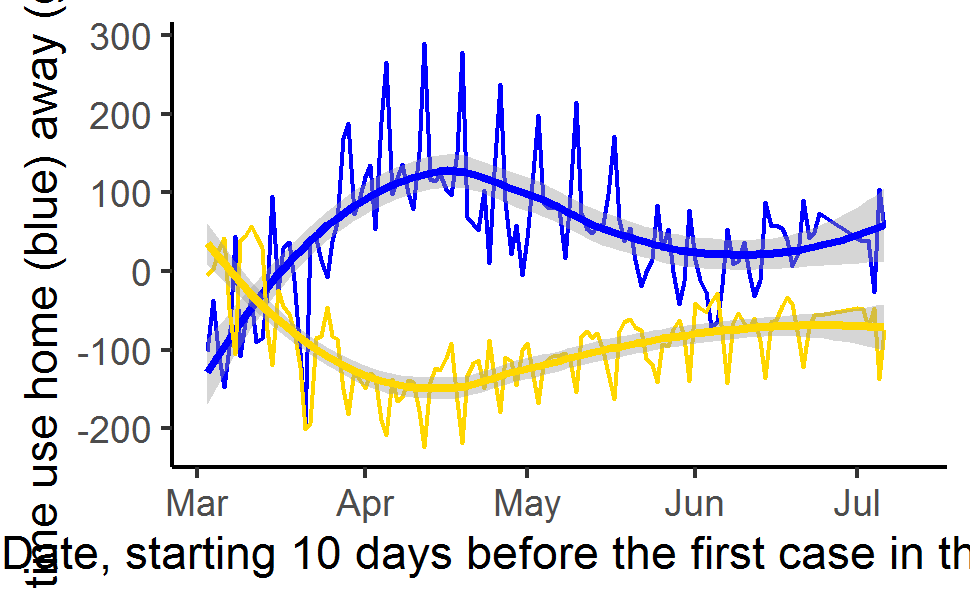 time use home (blue) away (
300
200
100
0
-100
-200
Mar Apr May Jun Jul
Date, starting 10 days before the first case in th